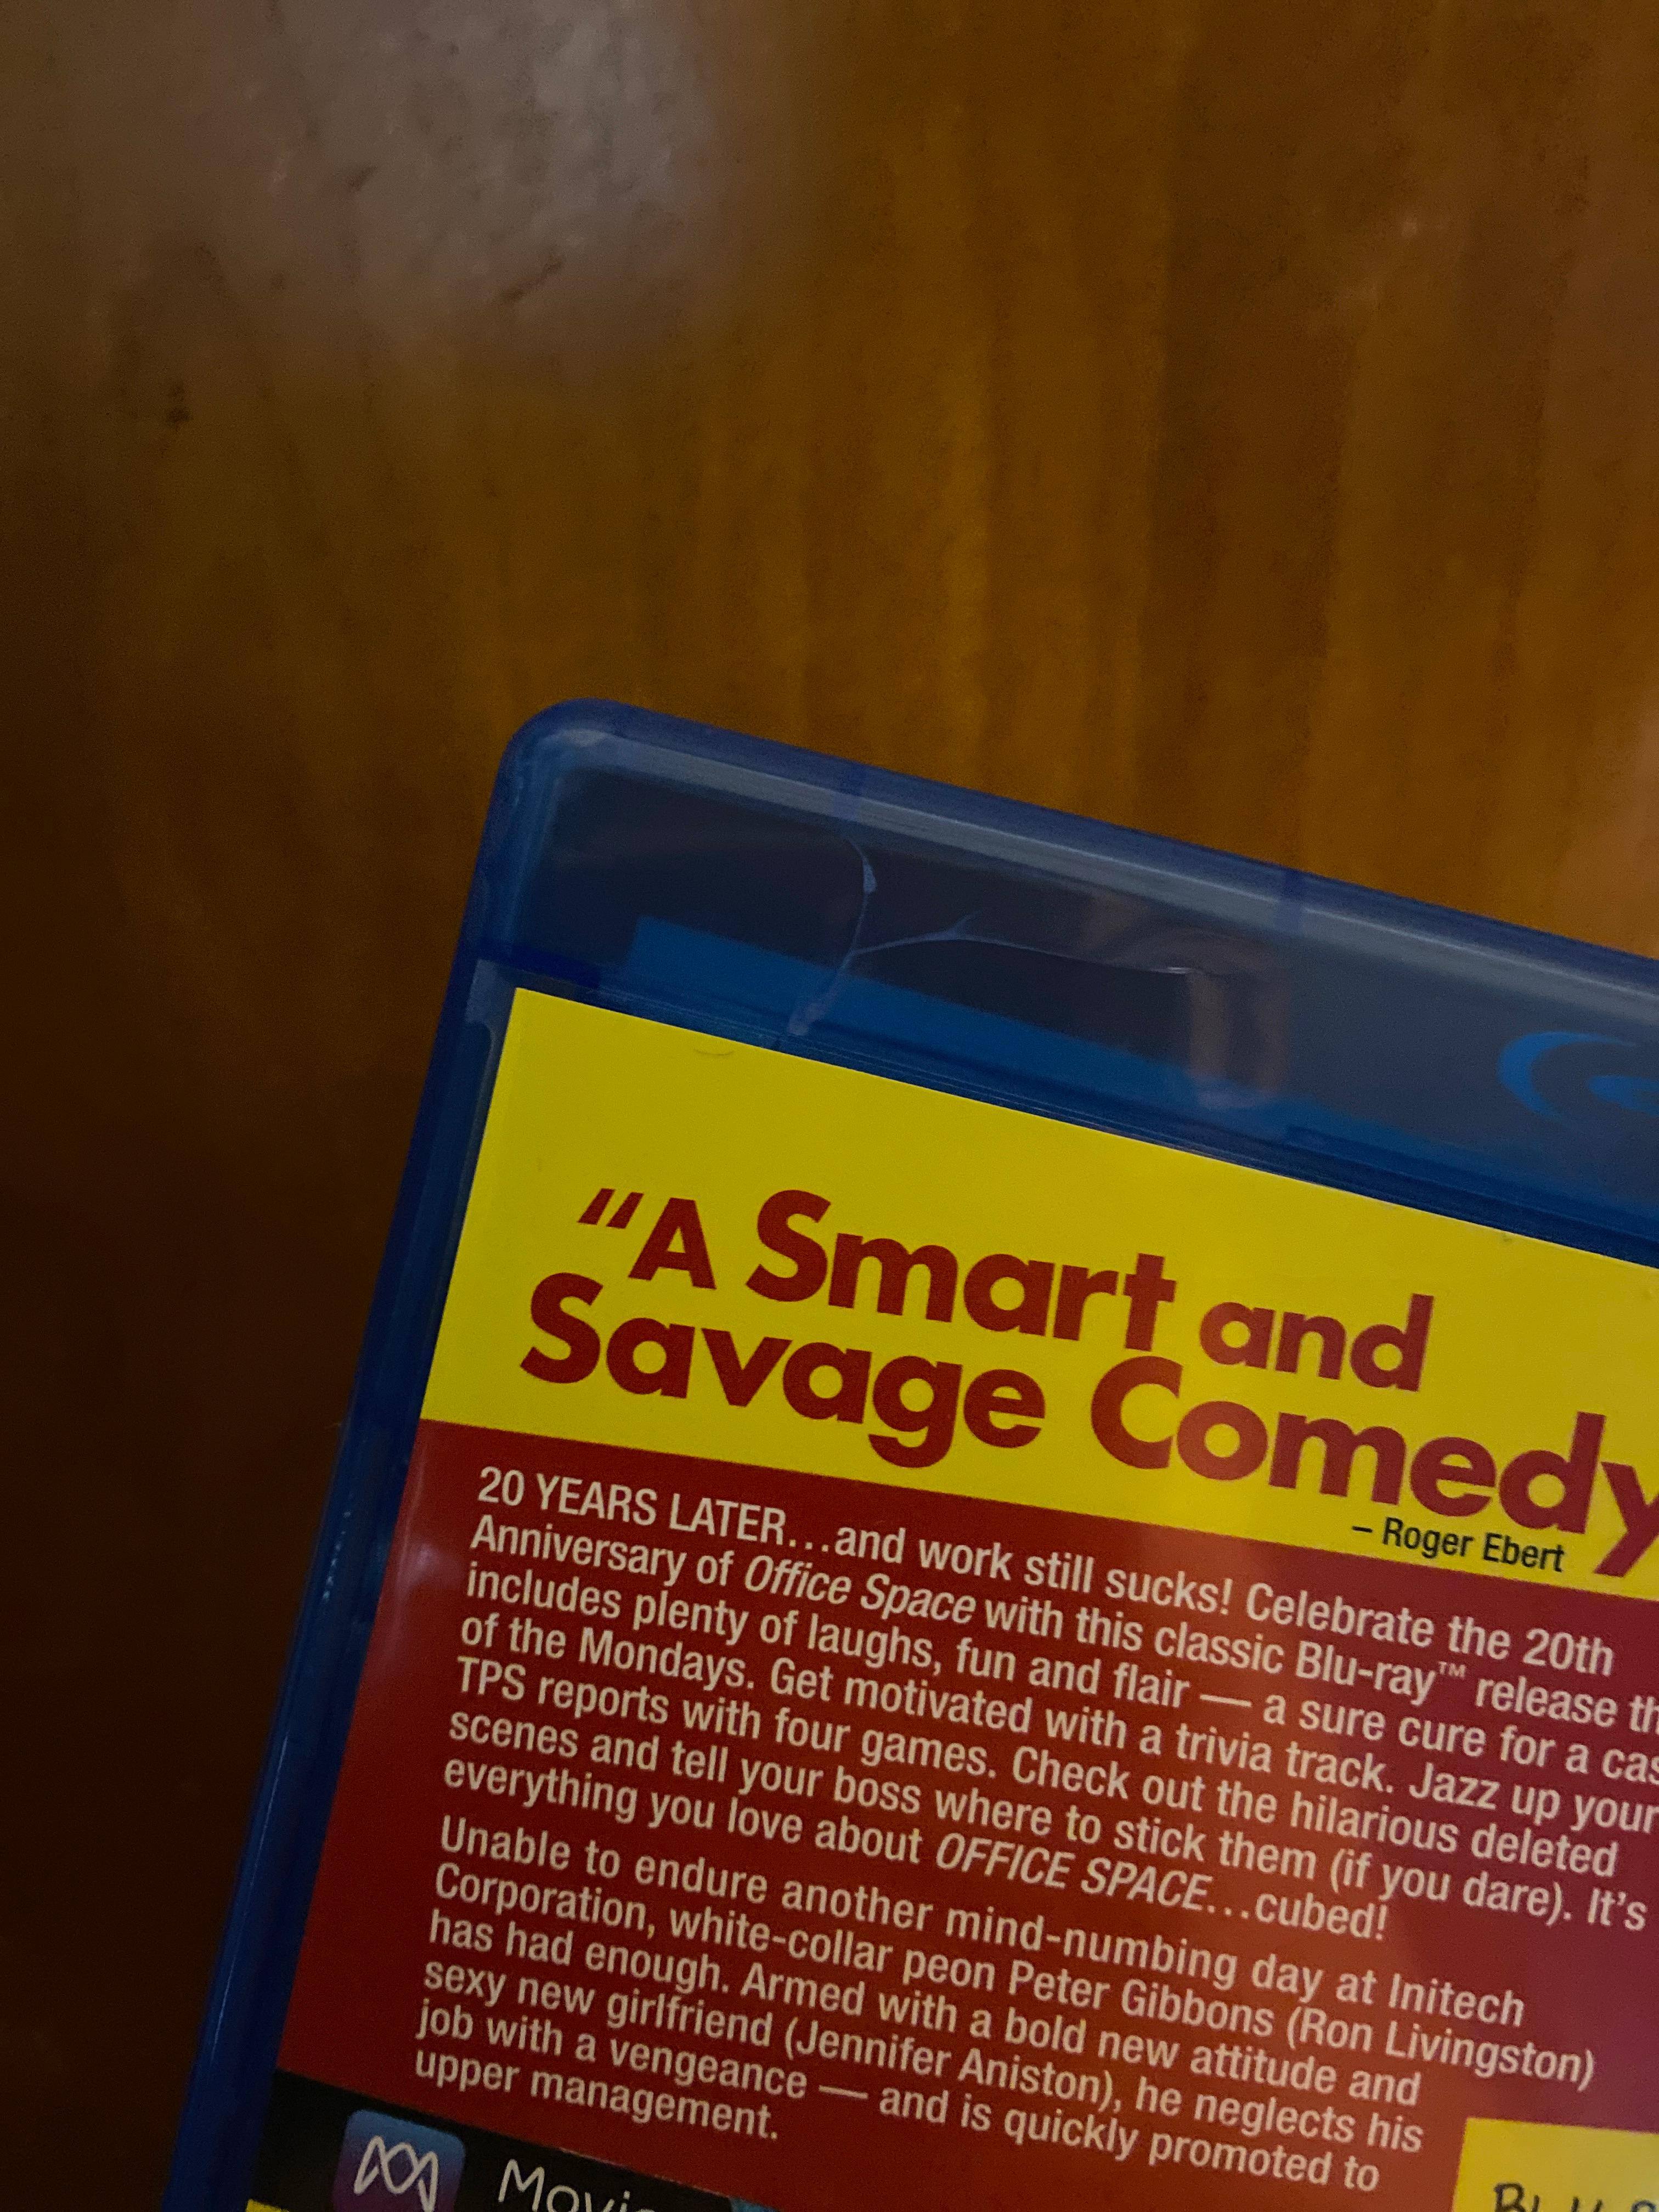 “A Smart and
Savage Comedy
– Roger Ebert
20 YEARS LATER...and work still sucks! Celebrate the 20th
Anniversary of Office Space with this classic Blu-ray™ release
includes plenty of laughs, fun and flair — a sure cure for a
of the Mondays. Get motivated with a trivia track. Jazz up your
TPS reports with four games. Check out the hilarious deleted
scenes and tell your boss where to stick them (if you dare). It’s
everything you love about OFFICE SPACE...cubed!
Unable to endure another mind-numbing day at Initech
Corporation, white-collar peon Peter Gibbons (Ron Livingston)
has had enough. Armed with a bold new attitude and
sexy new girlfriend (Jennifer Aniston), he neglects his
job with a vengeance — and is quickly promoted to
upper management.